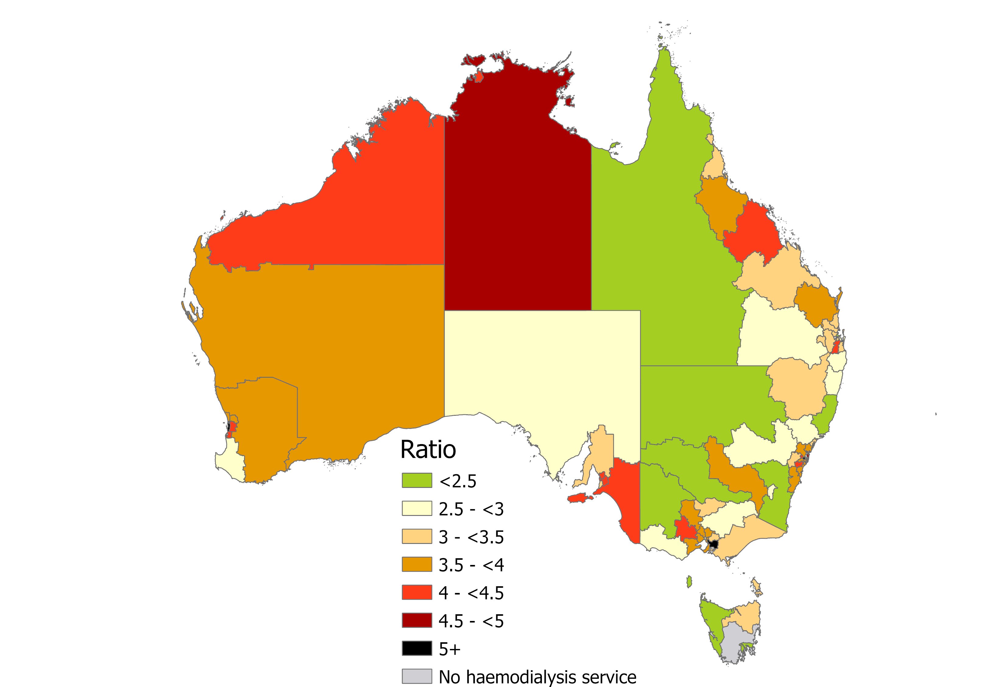 Ratio
<2.5
2.5 - <3
3 - <3.5
3.5 - <4
4 - <4.5
4.5 - <5
5+
No haemodialysis service